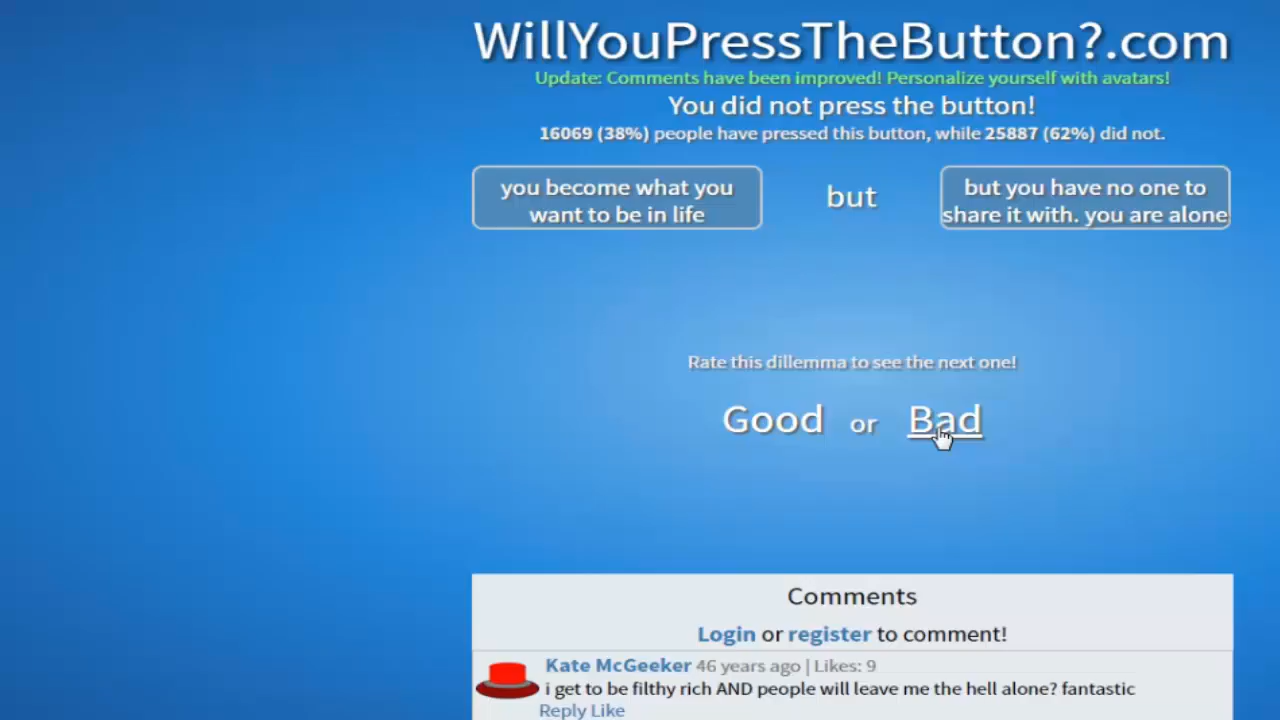 WillYouPressTheButton?.com
Update: Comments have been improved! Personalize yourself with avatars!
You did not press the button!
16069 (38%) people have pressed this button, while 25887 (62%) did not.
you become what you
want to be in life
but
but you have no one to
share it with. you are alone
Rate this dillemma to see the next one!
Good or Bad
Comments
Login or register to comment!
Kate McGeeker 46 years ago | Likes: 9
i get to be filthy rich AND people will leave me the hell alone? fantastic
Reply Like